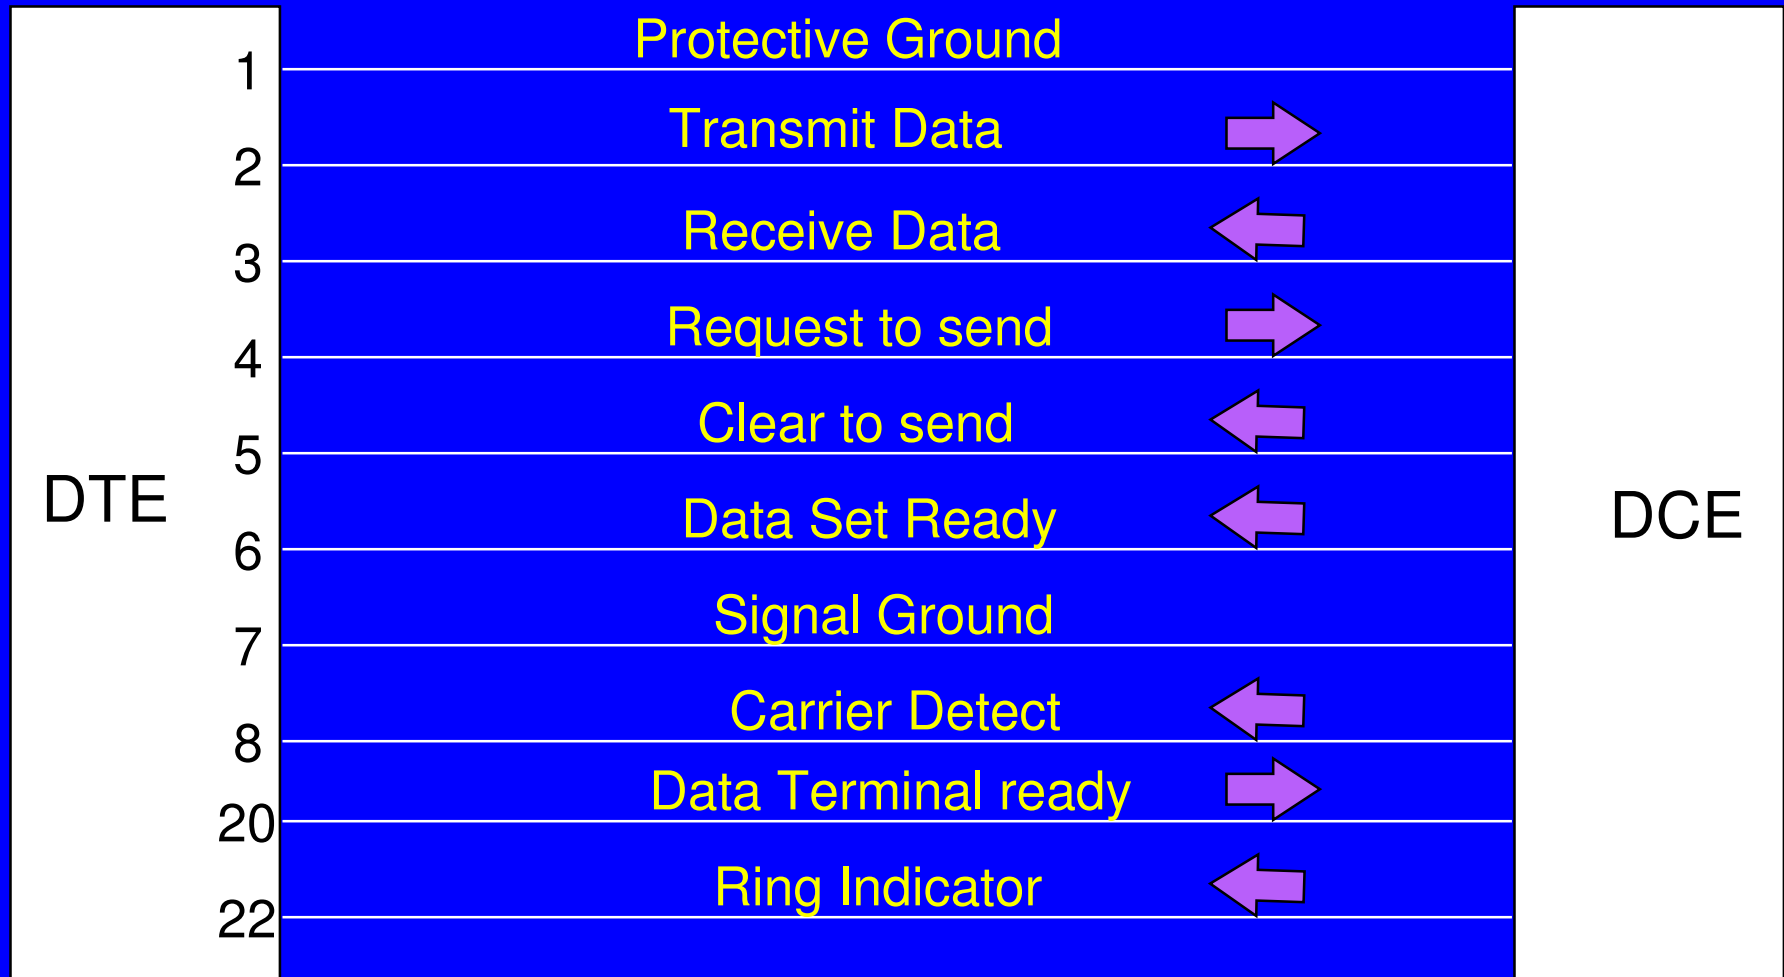 Protective Ground
1
Transmit Data
2
Receive Data
3
Request to send
4
Clear to send
5
DTE
Data Set Ready
DCE
6
Signal Ground
7
Carrier Detect
8
Data Terminal ready
20
Ring Indicator
22